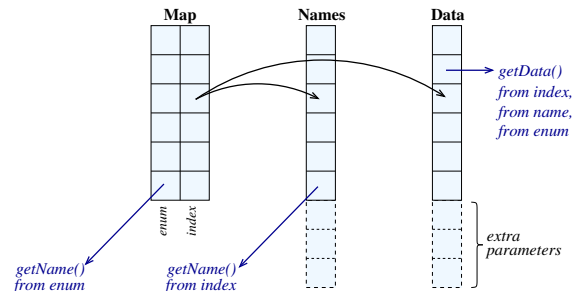 Map
Names
Data
getData()
from index,
from name,
from enum
enum
index
extra
parameters
getName()
from enum
getName()
from index